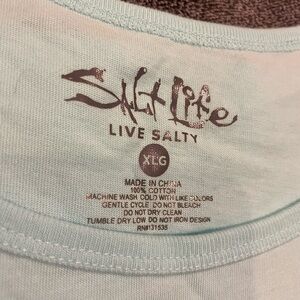 Salt Life
LIVE SALTY
XLG
MADE IN CHINA
100% COTTON
MACHINE WASH COLD WITH LIKE COLORS
GENTLE CYCLE DO NOT BLEACH
DO NOT DRY CLEAN
TUMBLE DRY LOW DO NOT IRON DESIGN
RN#131535